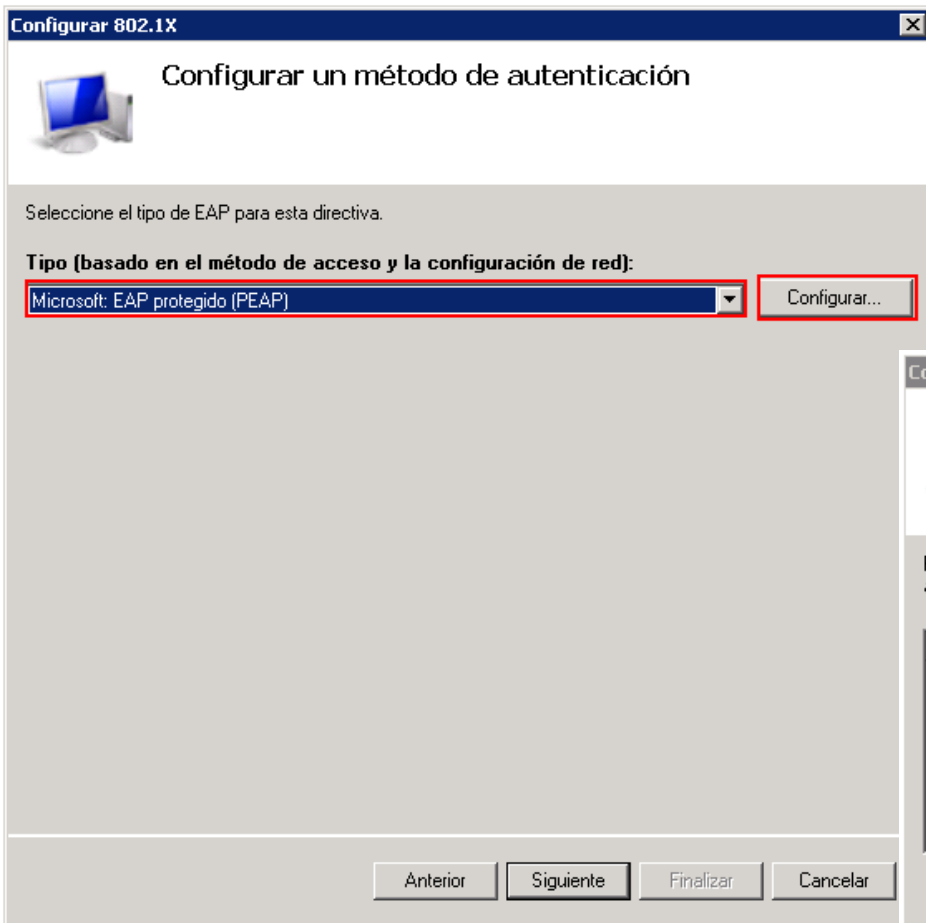 Configurar 802.1X
Configurar un método de autenticación
Seleccione el tipo de EAP para esta directiva.
Tipo (basado en el método de acceso y la configuración de red):
Microsoft: EAP protegido (PEAP)
Configurar...
Anterior
Siguiente
Finalizar
Cancelar